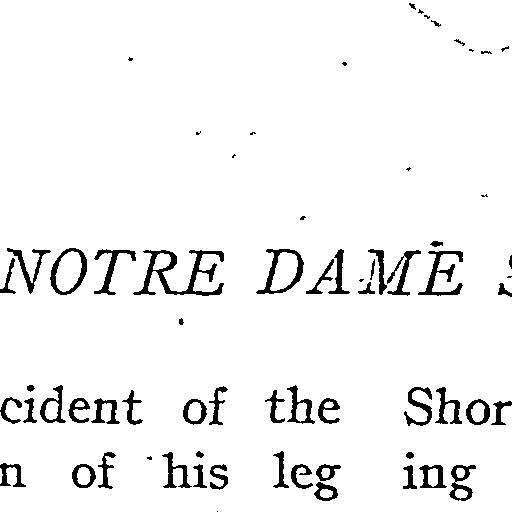 NOTRE DAME S
cident of the Shor
n of his leg ing